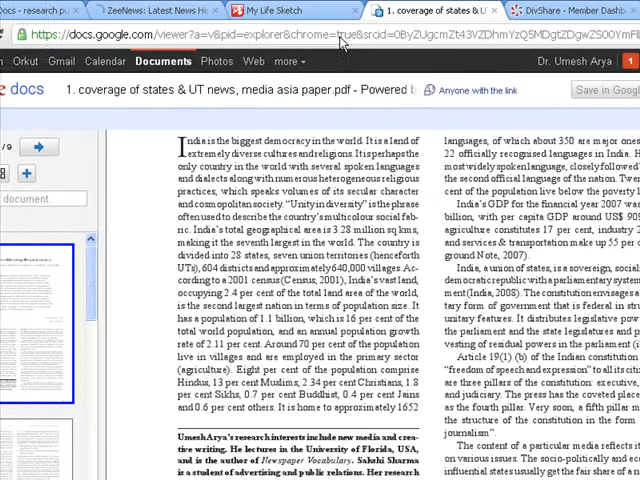 Docs - research p
ZeeNews: Latest News He
My Life Sketch
1. coverage of states & U
DivShare - Member Dashb
https://docs.google.com/viewer?a=v&pid=explorer&chrome=true&srcid=
Orkut Gmail Calendar Documents Photos Web more Dr. Umesh Arya
e docs 1. coverage of states & UT news, media asia paper.pdf - Powered b Anyone with the link Save in Google
/ 9
document.
India is the biggest democracy in the world. It is a land of
extremely diverse cultures and religions. It is perhaps the
only country in the world with several spoken languages
and dialects along with numerous heterogeneous religious
practices, which speaks volumes of its secular character
and cosmopolitan society. “Unity in diversity” is the phrase
often used to describe the country’s multicolour social fab-
ric. India’s total geographical area is 3.28 million sq kms,
making it the seventh largest in the world. The country is
divided into 28 states, seven union territories (henceforth
UTs), 604 districts and approximately 640,000 villages. Ac-
cording to a 2001 census (Census, 2001), India’s vast land,
occupying 2.4 per cent of the total land area of the world,
is the second largest nation in terms of population size. It
has a population of 1.1 billion, which is 16 per cent of the
total world population, and an annual population growth
rate of 2.11 per cent. Around 70 per cent of the population
live in villages and are employed in the primary sector
(agriculture). Eight per cent of the population comprise
Hindus, 13 per cent Muslims, 2.34 per cent Christians, 1.8
per cent Sikhs, 0.7 per cent Buddhist, 0.4 per cent Jains
and 0.6 per cent others. It is home to approximately 1652
Umesh Arya’s research interests include new media and crea-
tive writing. He lectures in the University of Florida, USA,
and is the author of Newspaper Vocabulary. Sakshi Sharma
is a student of advertising and public relations. Her research
languages, of which about 350 are major ones
22 officially recognised languages in India. H
most widely spoken language, closely followed
the second official language of the nation. Twen
cent of the population live below the poverty l
India’s GDP for the financial year 2007 was
billion, with per capita GDP around US$ 909
agriculture constitutes 17 per cent, industry 2
and services & transportation make up 55 per c
ground Note, 2007).
India, a union of states, is a sovereign, socialis
democratic republic with a parliamentary system
ment (India, 2008). The constitution envisages a
tary form of government that is federal in stru
unitary features. It distributes legislative pow
the parliament and the state legislatures and p
vesting of residual powers in the parliament (i
Article 19(1) (b) of the Indian constitution
“freedom of speech and expression” to all its citi
are three pillars of the constitution: executive,
and judiciary. The press has the coveted place
as the fourth pillar. Very soon, a fifth pillar m
the structure of the constitution in the form
journalism”.
The content of a particular media reflects it
on various issues. The socio-politically and ec
influential states usually get the fair share of a n